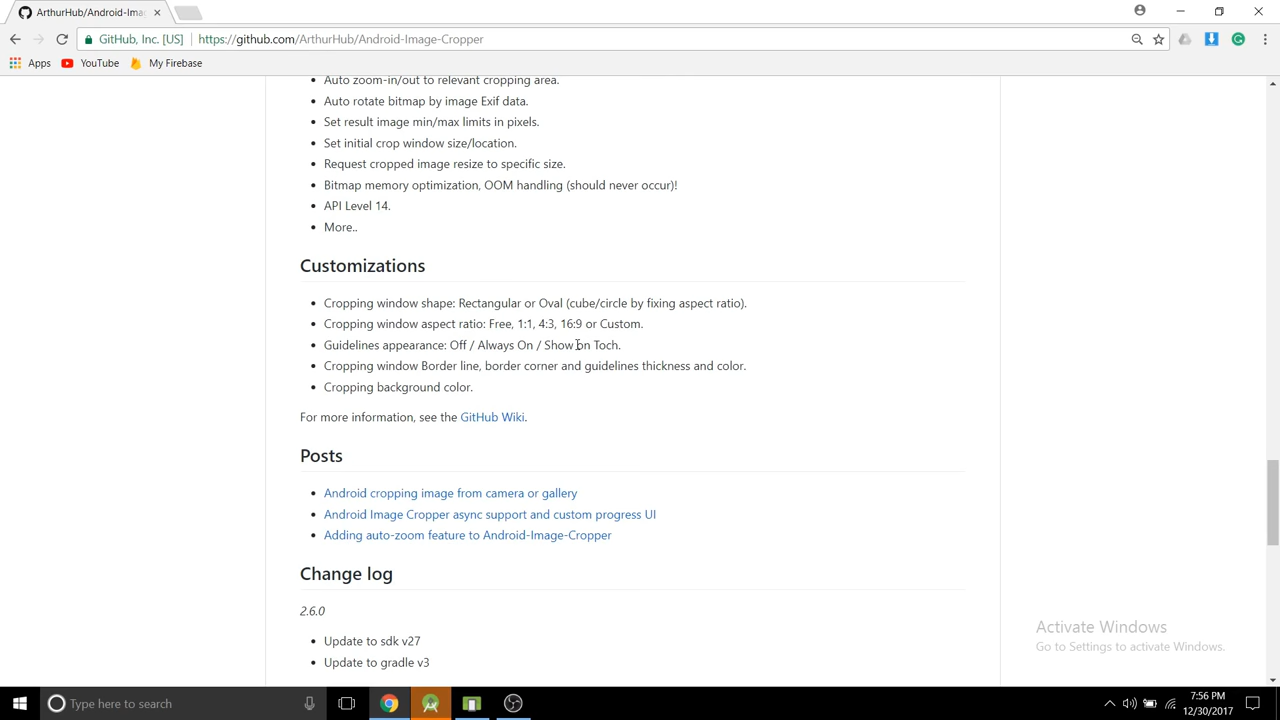 ArthurHub/Android-Ima
GitHub, Inc. [US]
https://github.com/ArthurHub/Android-Image-Cropper
Apps
YouTube
My Firebase
Auto zoom-in/out to relevant cropping area.
Auto rotate bitmap by image Exif data.
Set result image min/max limits in pixels.
Set initial crop window size/location.
Request cropped image resize to specific size.
Bitmap memory optimization, OOM handling (should never occur)!
API Level 14.
More..
Customizations
Cropping window shape: Rectangular or Oval (cube/circle by fixing aspect ratio).
Cropping window aspect ratio: Free, 1:1, 4:3, 16:9 or Custom.
Guidelines appearance: Off / Always On / Show on Toch.
Cropping window Border line, border corner and guidelines thickness and color.
Cropping background color.
For more information, see the GitHub Wiki.
Posts
Android cropping image from camera or gallery
Android Image Cropper async support and custom progress UI
Adding auto-zoom feature to Android-Image-Cropper
Change log
2.6.0
Update to sdk v27
Update to gradle v3
Activate Windows
Go to Settings to activate Windows.
Type here to search
7:56 PM
12/30/2017